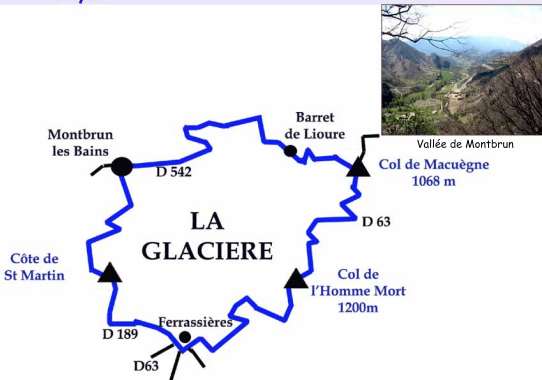 Vallée de Montbrun
Barret
de Lioure
Montbrun
les Bains
D 542
Col de Macuègne
1068 m
D 63
LA
GLACIERE
Côte de
St Martin
Col de
l'Homme Mort
1200m
Ferrassières
D 189
D63